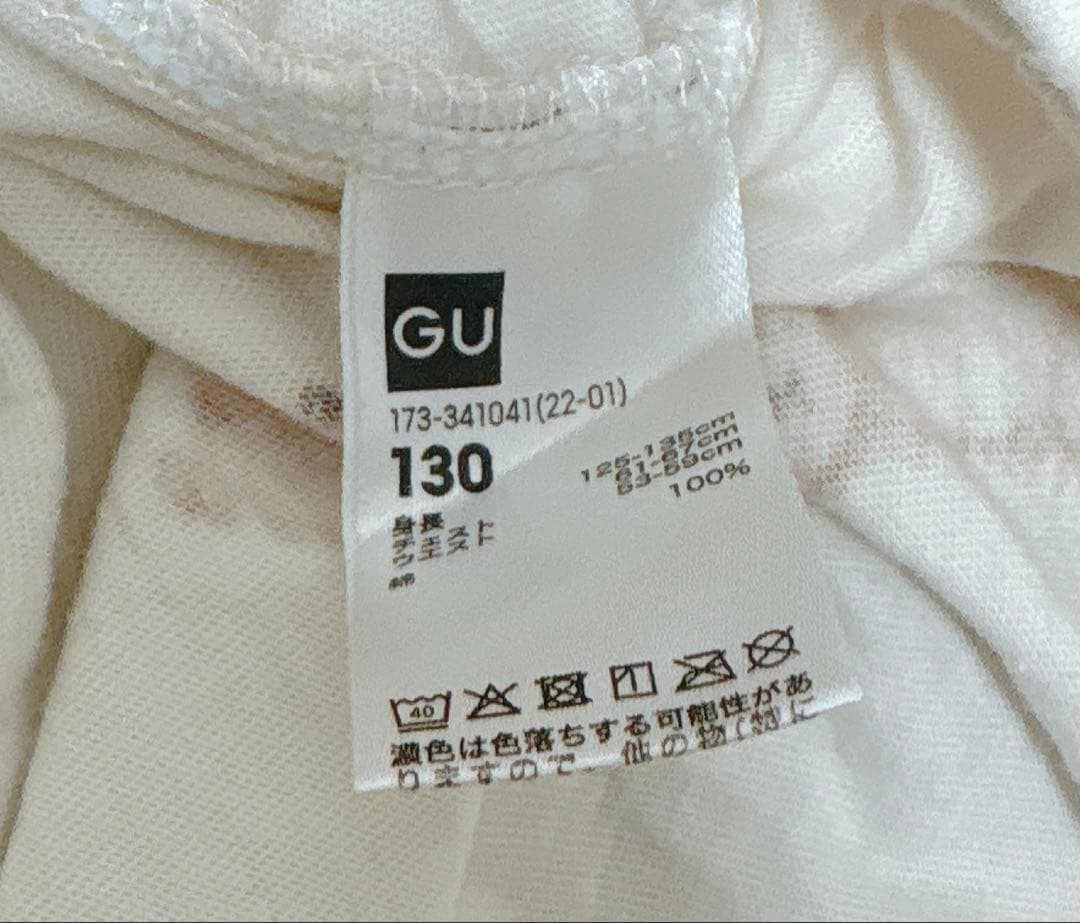 GU
173-341041(22-01)
130
身長 125-135cm
チェスト 61-67cm
ウエスト 53-59cm
綿 100%
40
濃色は色落ちする可能性があ
りますので、他の物(特に